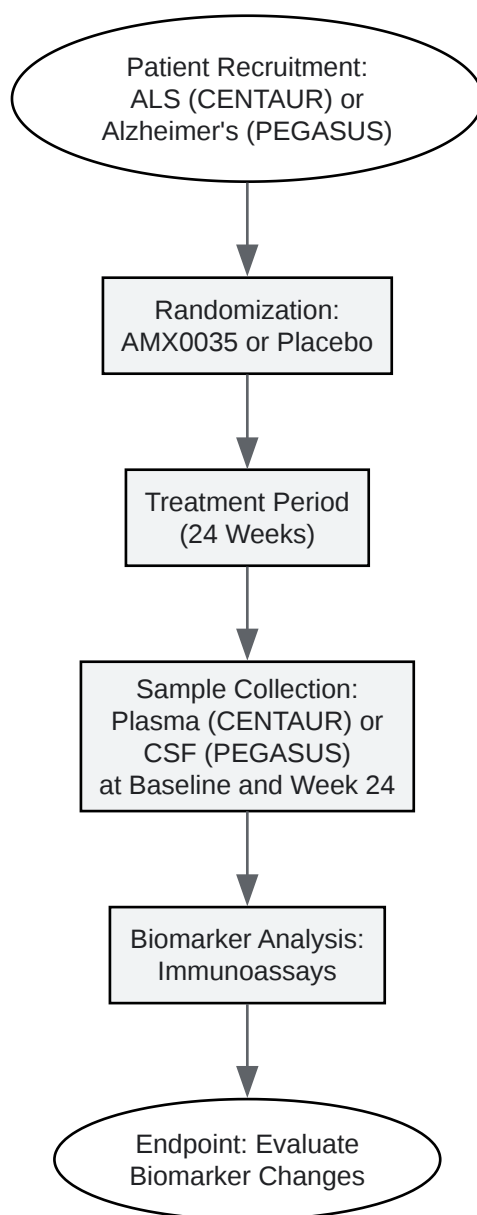 Patient Recruitment:
ALS (CENTAUR) or
Alzheimer's (PEGASUS)
Randomization:
AMX0035 or Placebo
Treatment Period
(24 Weeks)
Sample Collection:
Plasma (CENTAUR) or
CSF (PEGASUS)
at Baseline and Week 24
Biomarker Analysis:
Immunoassays
Endpoint: Evaluate
Biomarker Changes